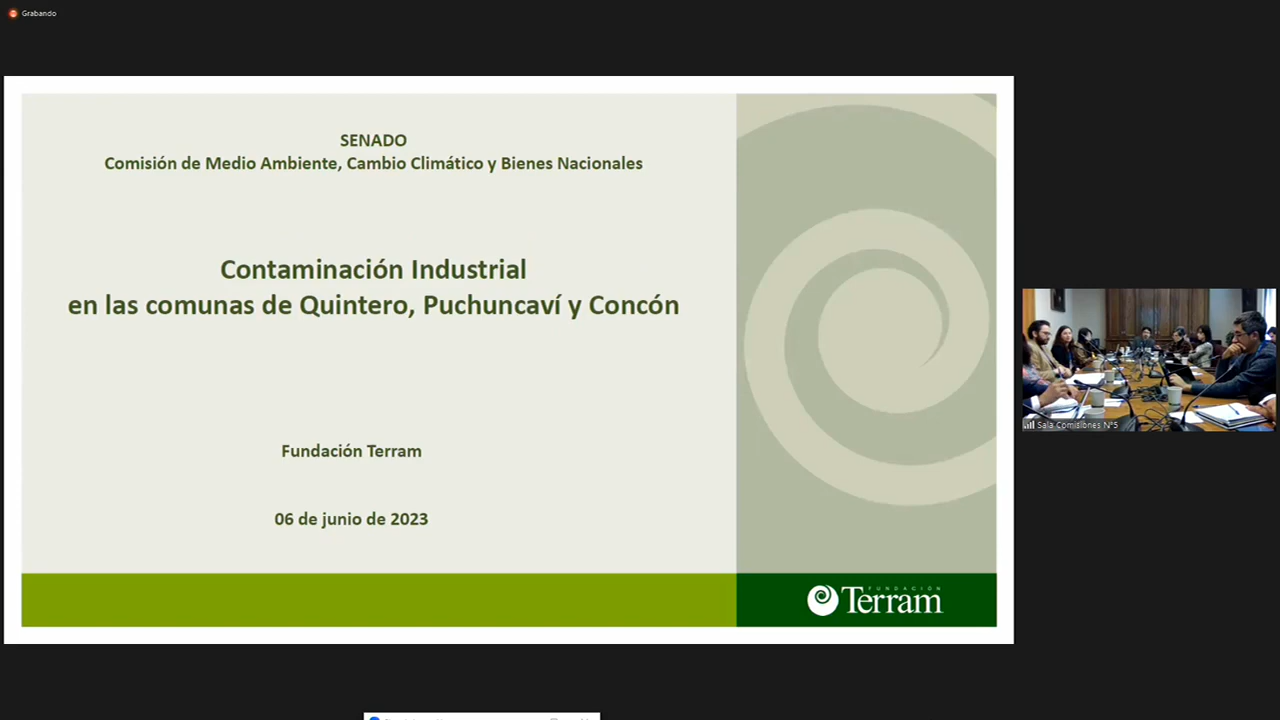 Grabando
SENADO
Comisión de Medio Ambiente, Cambio Climático y Bienes Nacionales
Contaminación Industrial
en las comunas de Quintero, Puchuncaví y Concón
Fundación Terram
06 de junio de 2023
FUNDACIÓN
Terram
Sala Comisiones N°5